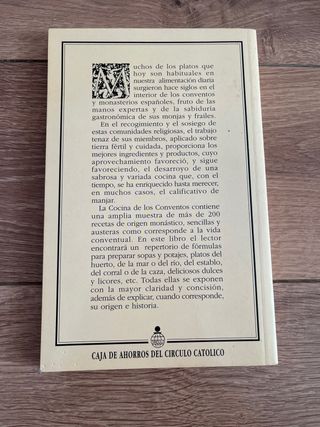 Muchos de los platos que
hoy son habituales en
nuestra alimentación diaria
surgieron hace siglos en el
interior de los conventos
y monasterios españoles, fruto de las
manos expertas y de la sabiduría
gastronómica de sus monjas y frailes.
En el recogimiento y el sosiego de
estas comunidades religiosas, el trabajo
tenaz de sus miembros, aplicado sobre
tierra fértil y cuidada, proporciona los
mejores ingredientes y productos, cuyo
aprovechamiento favoreció, y sigue
favoreciendo, el desarroyo de una
sabrosa y variada cocina que, con el
tiempo, se ha enriquecido hasta merecer,
en muchos casos, el calificativo de
manjar.
La Cocina de los Conventos contiene
una amplia muestra de más de 200
recetas de origen monástico, sencillas y
austeras como corresponde a la vida
conventual. En este libro el lector
encontrará un repertorio de fórmulas
para preparar sopas y potajes, platos del
huerto, de la mar o del río, del establo,
del corral o de la caza, deliciosos dulces
y licores, etc. Todas ellas se exponen
con la mayor claridad y concisión,
además de explicar, cuando corresponde,
su origen e historia.
CAJA DE AHORROS DEL CIRCULO CATOLICO